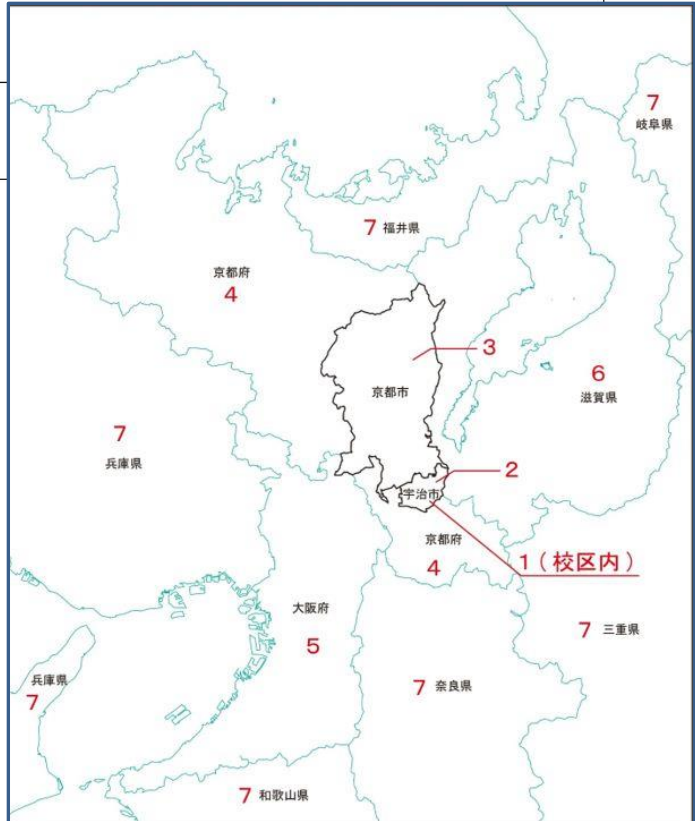 7
岐阜県
7 福井県
京都府
4
3
京都市
6
滋賀県
7
兵庫県
2
宇治市
京都府
4
1(校区内)
大阪府
5
7 三重県
兵庫県
7
7 奈良県
7 和歌山県